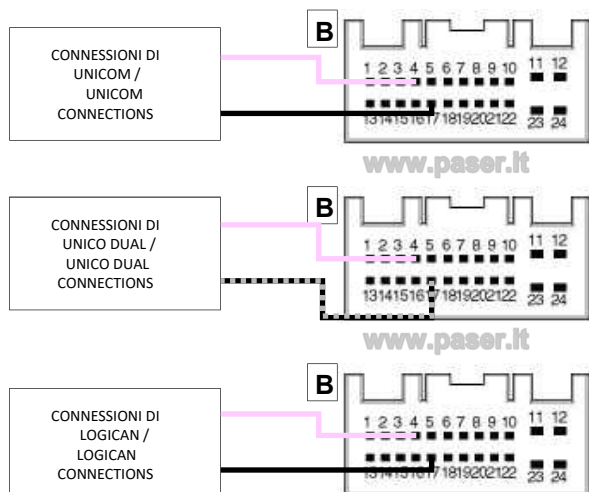 B
CONNESSIONI DI
UNICOM /
UNICOM
CONNECTIONS
1 2 3 4 5 6 7 8 9 10 11 12
13 14 15 16 17 18 19 20 21 22 23 24
www.paser.it
B
CONNESSIONI DI
UNICO DUAL /
UNICO DUAL
CONNECTIONS
1 2 3 4 5 6 7 8 9 10 11 12
13 14 15 16 17 18 19 20 21 22 23 24
www.paser.it
B
CONNESSIONI DI
LOGICAN /
LOGICAN
CONNECTIONS
1 2 3 4 5 6 7 8 9 10 11 12
13 14 15 16 17 18 19 20 21 22 23 24